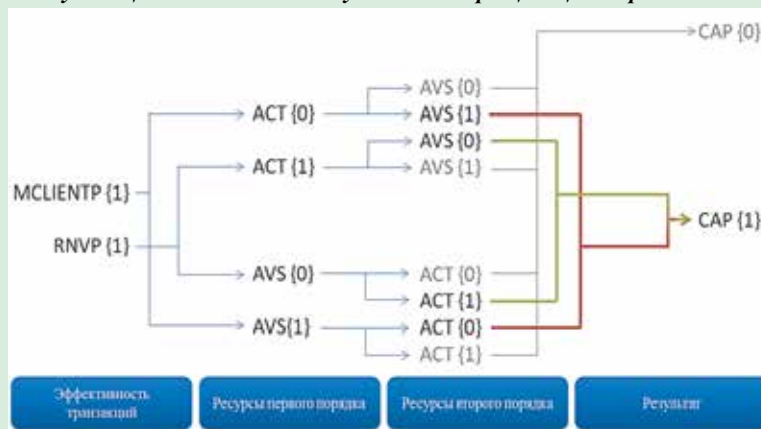 CAP {0}
AVS {0}
ACT {0}
AVS {1}
AVS {0}
ACT {1}
AVS {1}
MCLIENTP {1}
CAP {1}
RNVP {1}
AVS {0}
ACT {0}
ACT {1}
AVS{1}
ACT {0}
ACT {1}
Эффективность
транзакций
Ресурсы первого порядка
Ресурсы второго порядка
Результат